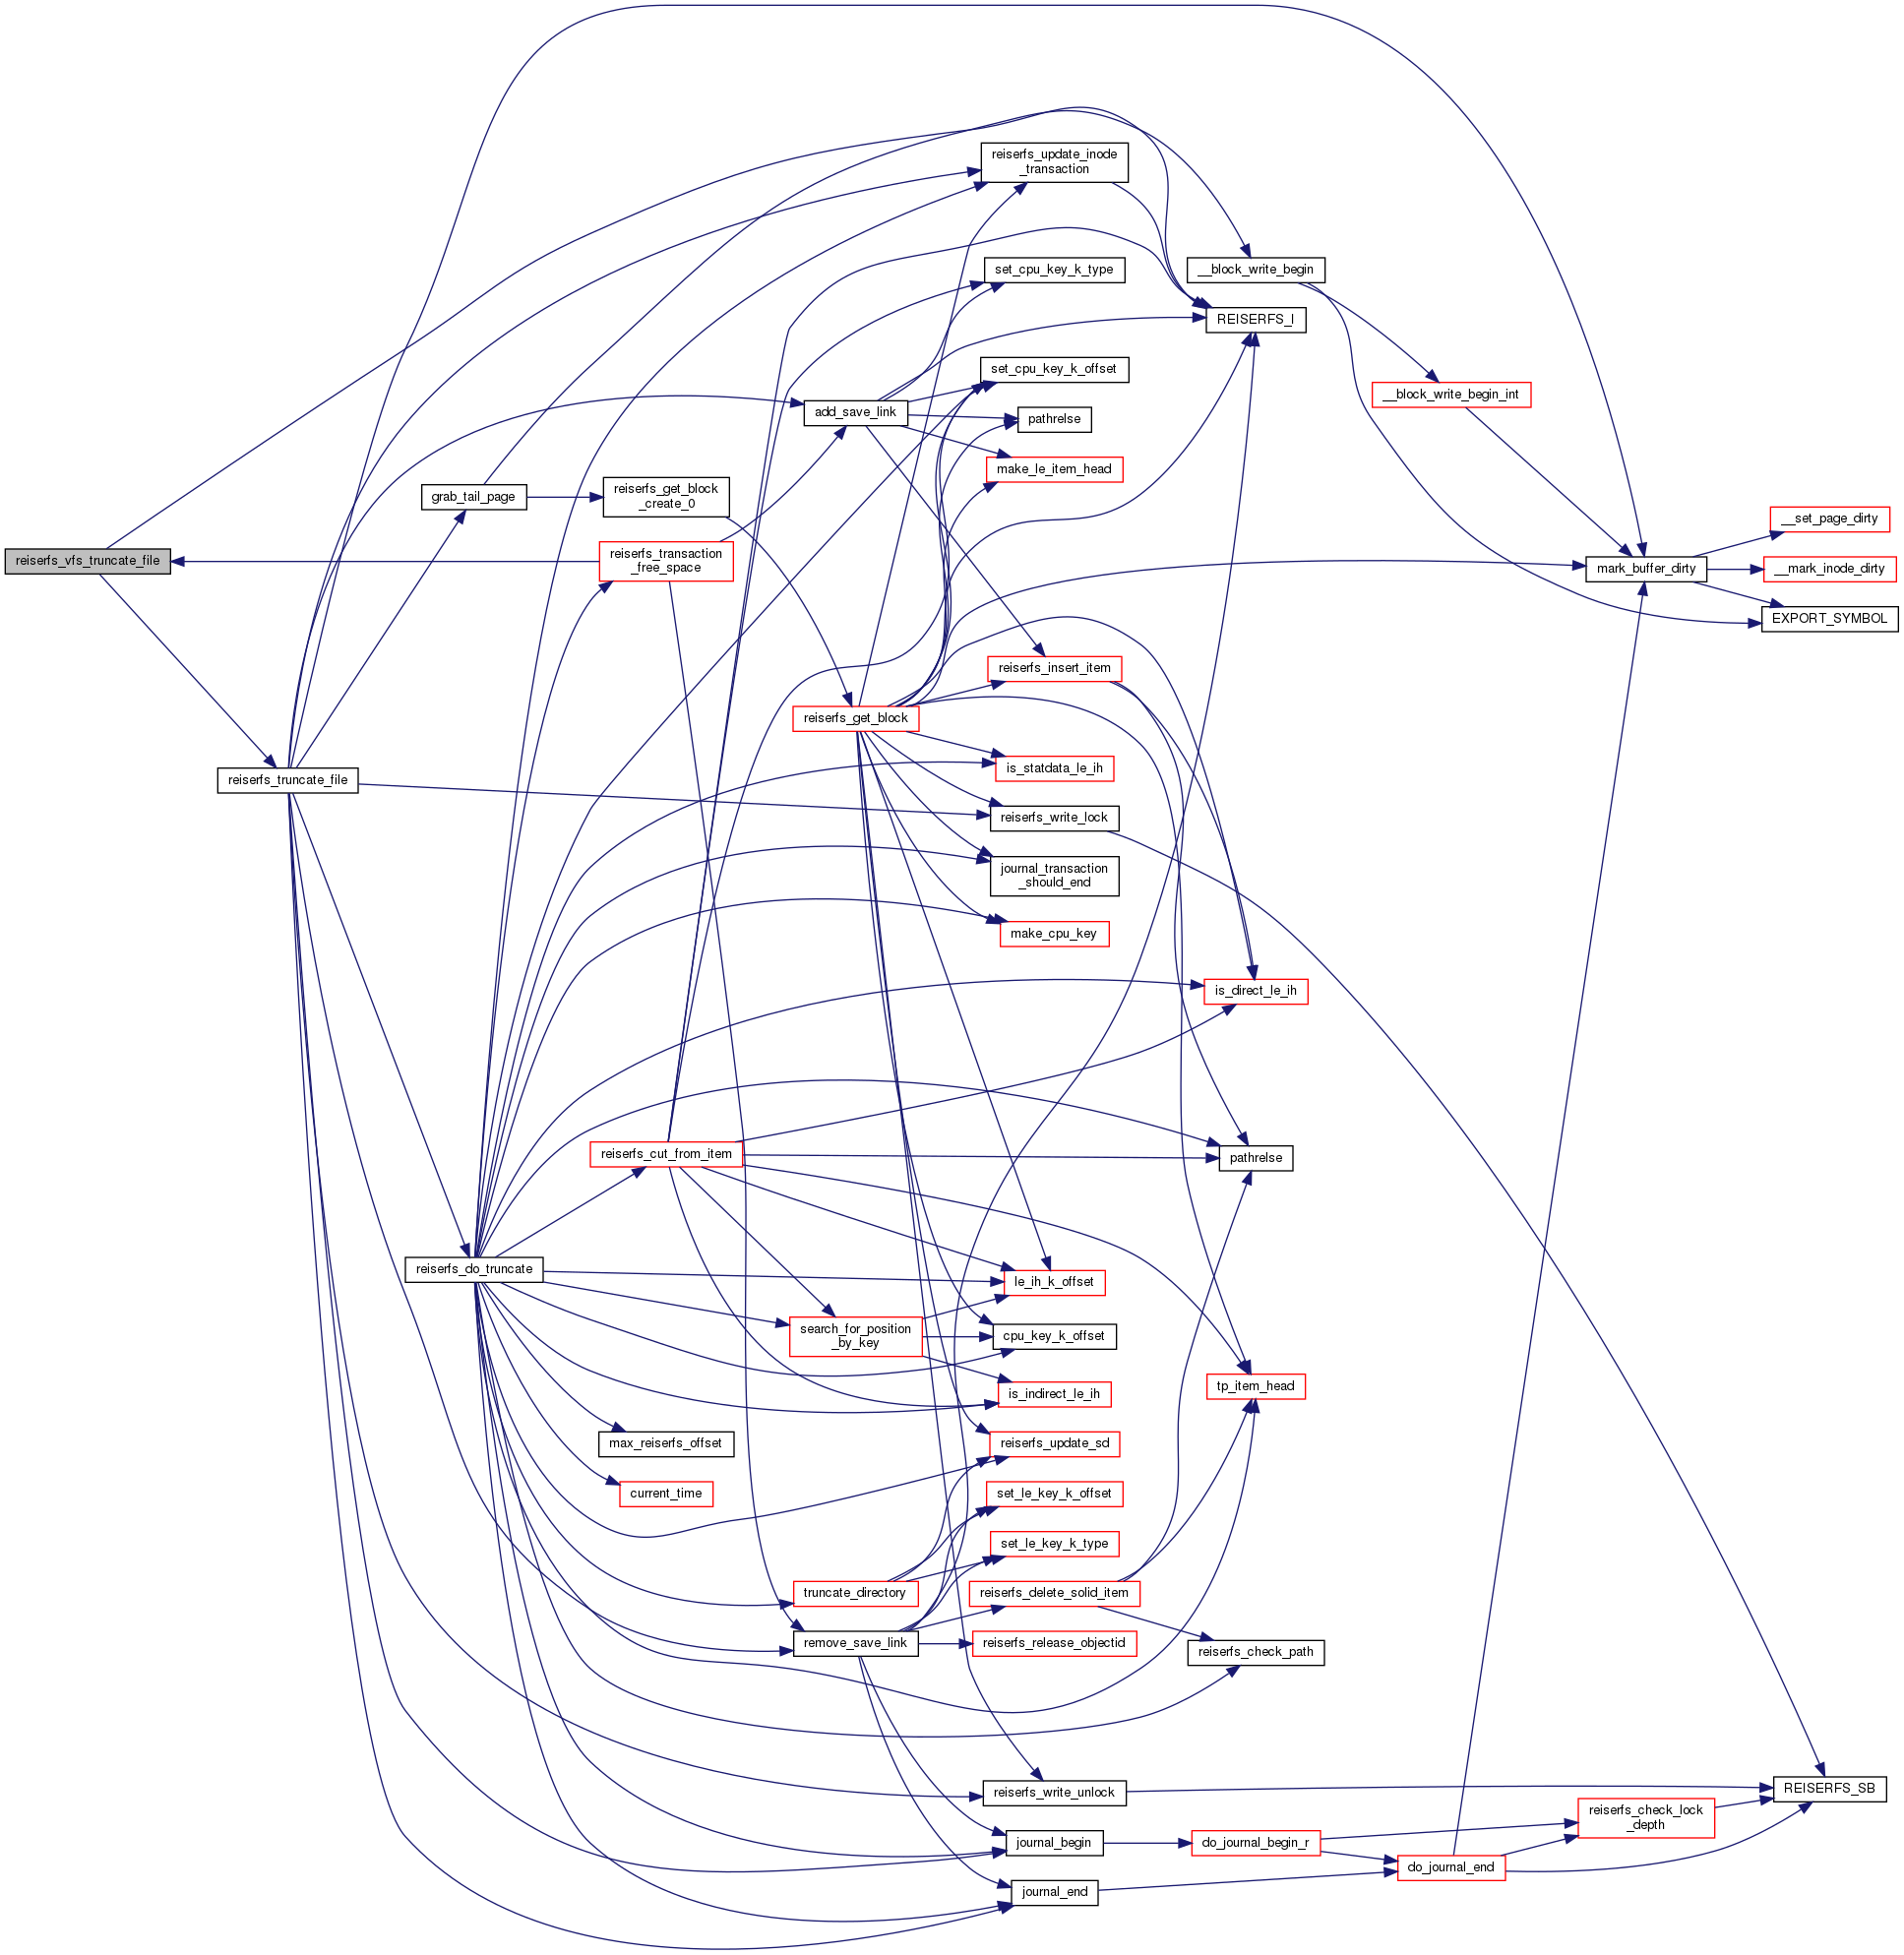 reiserfs_update_inode
_transaction
set_cpu_key_k_type
__block_write_begin
REISERFS_I
set_cpu_key_k_offset
__block_write_begin_int
add_save_link
pathrelse
make_le_item_head
grab_tail_page
reiserfs_get_block
_create_0
__set_page_dirty
reiserfs_vfs_truncate_file
reiserfs_transaction
_free_space
mark_buffer_dirty
__mark_inode_dirty
EXPORT_SYMBOL
reiserfs_insert_item
reiserfs_get_block
is_statdata_le_ih
reiserfs_truncate_file
reiserfs_write_lock
journal_transaction
_should_end
make_cpu_key
is_direct_le_ih
reiserfs_cut_from_item
pathrelse
reiserfs_do_truncate
le_ih_k_offset
search_for_position
_by_key
cpu_key_k_offset
tp_item_head
is_indirect_le_ih
max_reiserfs_offset
reiserfs_update_sd
current_time
set_le_key_k_offset
set_le_key_k_type
truncate_directory
reiserfs_delete_solid_item
remove_save_link
reiserfs_release_objectid
reiserfs_check_path
reiserfs_write_unlock
REISERFS_SB
reiserfs_check_lock
_depth
journal_begin
do_journal_begin_r
do_journal_end
journal_end